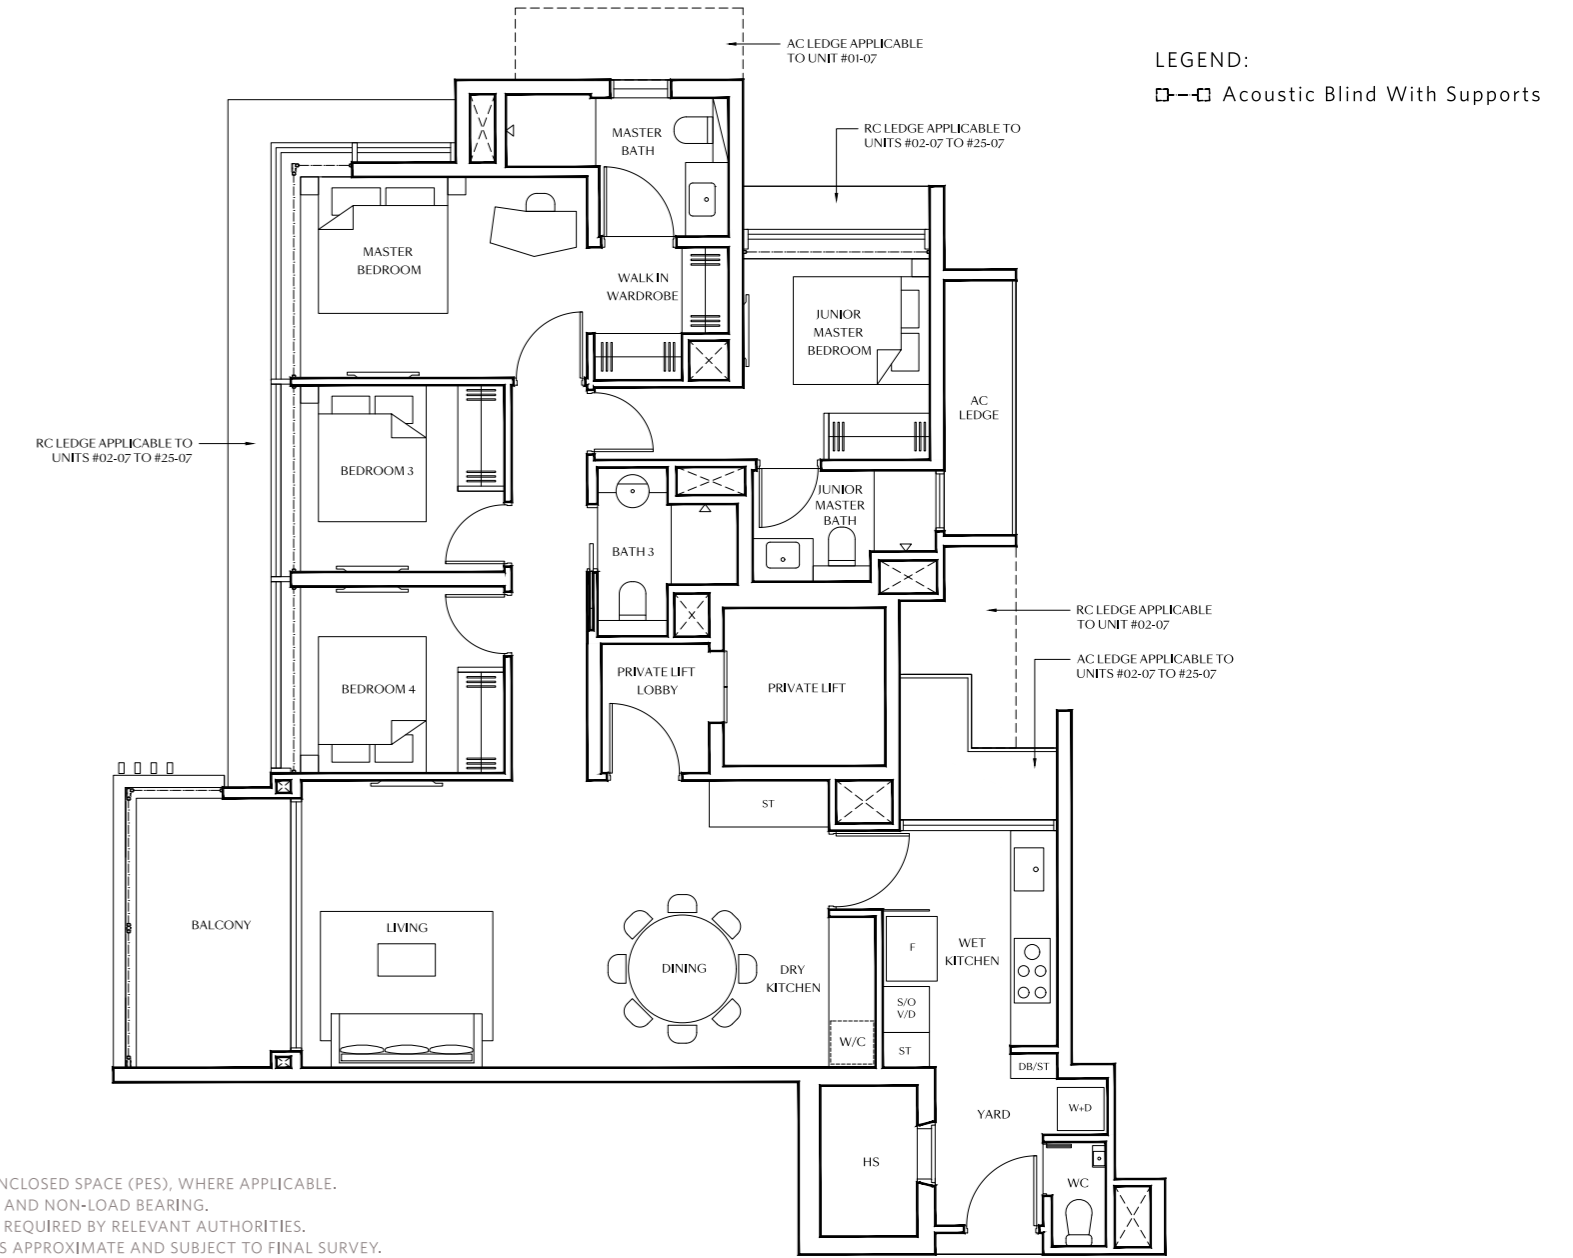 AC LEDGE APPLICABLE
TO UNIT #01-07
LEGEND:
Acoustic Blind With Supports
RC LEDGE APPLICABLE TO
UNITS #02-07 TO #25-07
MASTER
BATH
MASTER
BEDROOM
WALK IN
WARDROBE
JUNIOR
MASTER
BEDROOM
AC
LEDGE
RC LEDGE APPLICABLE TO
UNITS #02-07 TO #25-07
BEDROOM 3
JUNIOR
MASTER
BATH
BATH 3
RC LEDGE APPLICABLE
TO UNIT #02-07
AC LEDGE APPLICABLE TO
UNITS #02-07 TO #25-07
BEDROOM 4
PRIVATE LIFT
LOBBY
PRIVATE LIFT
ST
BALCONY
LIVING
DINING
DRY
KITCHEN
F
WET
KITCHEN
S/O
V/D
W/C
ST
DB/ST
YARD
W+D
HS
WC
NCLOSED SPACE (PES), WHERE APPLICABLE.
AND NON-LOAD BEARING.
REQUIRED BY RELEVANT AUTHORITIES.
S APPROXIMATE AND SUBJECT TO FINAL SURVEY.